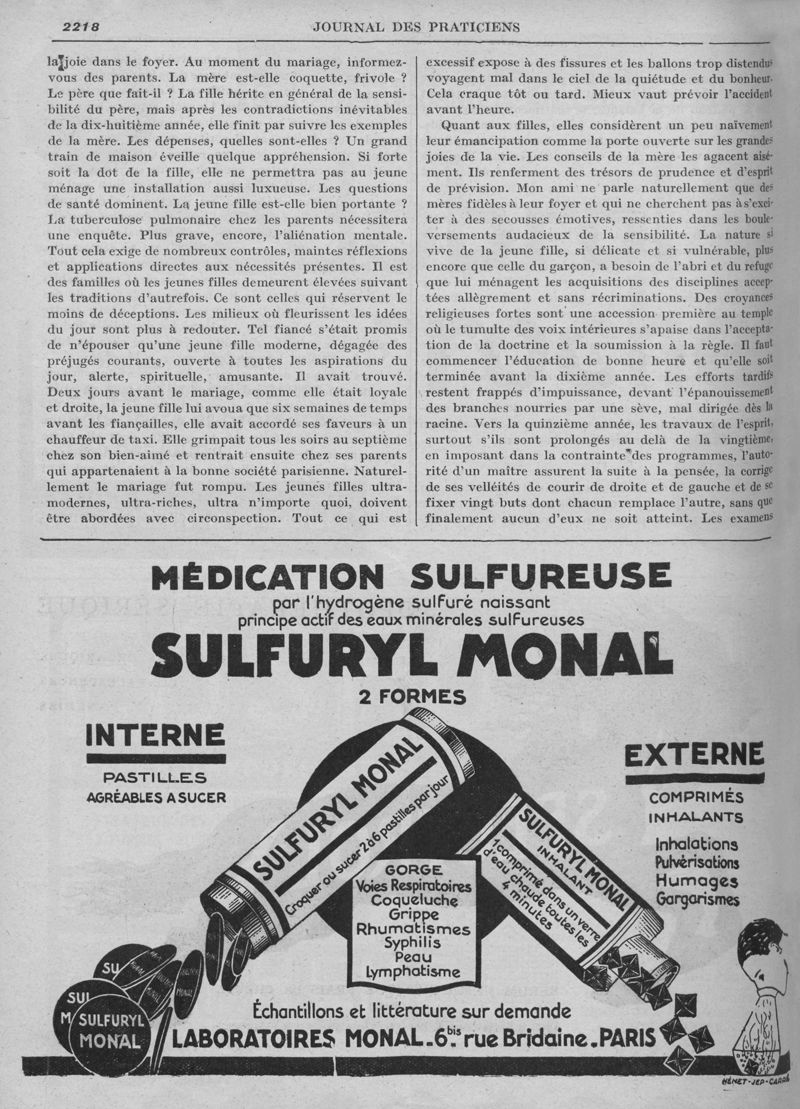 2218
JOURNAL DES PRATICIENS
la joie dans le foyer. Au moment du mariage, informez-
vous des parents. La mère est-elle coquette, frivole ?
Le père que fait-il ? La fille hérite en général de la sensi-
bilité du père, mais après les contradictions inévitables
de la dix-huitième année, elle finit par suivre les exemples
de la mère. Les dépenses, quelles sont-elles ? Un grand
train de maison éveille quelque appréhension. Si forte
soit la dot de la fille, elle ne permettra pas au jeune
ménage une installation aussi luxueuse. Les questions
de santé dominent. La jeune fille est-elle bien portante ?
La tuberculose pulmonaire chez les parents nécessitera
une enquête. Plus grave, encore, l'aliénation mentale.
Tout cela exige de nombreux contrôles, maintes réflexions
et applications directes aux nécessités présentes. Il est
des familles où les jeunes filles demeurent élevées suivant
les traditions d'autrefois. Ce sont celles qui réservent le
moins de déceptions. Les milieux où fleurissent les idées
du jour sont plus à redouter. Tel fiancé s'était promis
de n'épouser qu'une jeune fille moderne, dégagée des
préjugés courants, ouverte à toutes les aspirations du
jour, alerte, spirituelle, amusante. Il avait trouvé.
Deux jours avant le mariage, comme elle était loyale
et droite, la jeune fille lui avoua que six semaines de temps
avant les fiançailles, elle avait accordé ses faveurs à un
chauffeur de taxi. Elle grimpait tous les soirs au septième
chez son bien-aimé et rentrait ensuite chez ses parents
qui appartenaient à la bonne société parisienne. Naturel-
lement le mariage fut rompu. Les jeunes filles ultra-
modernes, ultra-riches, ultra n'importe quoi, doivent
être abordées avec circonspection. Tout ce qui est
excessif expose à des fissures et les ballons trop distendus
voyagent mal dans le ciel de la quiétude et du bonheur.
Cela craque tôt ou tard. Mieux vaut prévoir l'accident
avant l'heure.
Quant aux filles, elles considèrent un peu naïvement
leur émancipation comme la porte ouverte sur les grandes
joies de la vie. Les conseils de la mère les agacent aisé-
ment. Ils renferment des trésors de prudence et d'esprit
de prévision. Mon ami ne parle naturellement que des
mères fidèles à leur foyer et qui ne cherchent pas à s'exci-
ter à des secousses émotives, ressenties dans les boule-
versements audacieux de la sensibilité. La nature si
vive de la jeune fille, si délicate et si vulnérable, plus
encore que celle du garçon, a besoin de l'abri et du refuge
que lui ménagent les acquisitions des disciplines accep-
tées allègrement et sans récriminations. Des croyances
religieuses fortes sont une accession première au temple
où le tumulte des voix intérieures s'apaise dans l'accepta-
tion de la doctrine et la soumission à la règle. Il faut
commencer l'éducation de bonne heure et qu'elle soit
terminée avant la dixième année. Les efforts tardifs
restent frappés d'impuissance, devant l'épanouissement
des branches nourries par une sève, mal dirigée dès la
racine. Vers la quinzième année, les travaux de l'esprit,
surtout s'ils sont prolongés au delà de la vingtième,
en imposant dans la contrainte des programmes, l'auto-
rité d'un maître assurent la suite à la pensée, la corrige
de ses velléités de courir de droite et de gauche et de se
fixer vingt buts dont chacun remplace l'autre, sans que
finalement aucun d'eux ne soit atteint. Les examens
MÉDICATION SULFUREUSE
par l'hydrogène sulfuré naissant
principe actif des eaux minérales sulfureuses
SULFURYL MONAL
2 FORMES
INTERNE
PASTILLES
AGRÉABLES A SUCER
EXTERNE
COMPRIMÉS
INHALANTS
Inhalations
Pulvérisations
Humages
Gargarismes
SULFURYL MONAL
Croquer ou sucer 2 à 6 pastilles par jour
SULFURYL MONAL
INHALANT
1 comprimé dans un verre
d'eau chaude toutes les
4 minutes
GORGE
Voies Respiratoires
Coqueluche
Grippe
Rhumatismes
Syphilis
Peau
Lymphatisme
SULFURYL
MONAL
Échantillons et littérature sur demande
LABORATOIRES MONAL. 6bis rue Bridaine. PARIS
HÉMET-JEP-CARRÉ